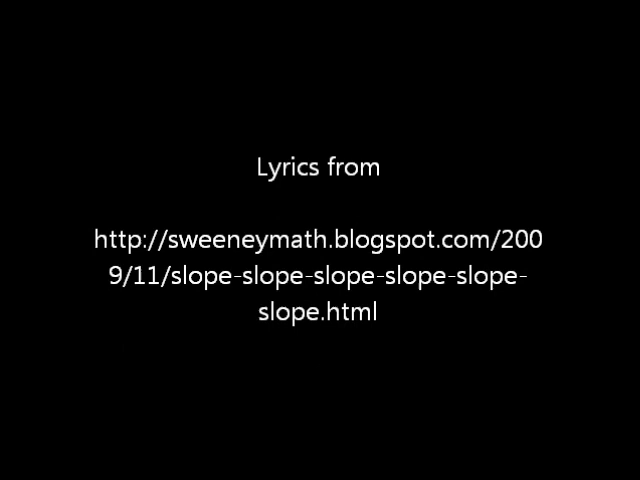 Lyrics from
http://sweeneymath.blogspot.com/200
9/11/slope-slope-slope-slope-slope-
slope.html